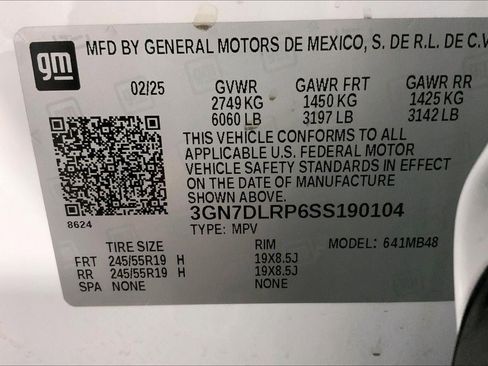 gm
MFD BY GENERAL MOTORS DE MEXICO, S. DE R.L. DE C.V
02/25 GVWR GAWR FRT GAWR RR
2749 KG 1450 KG 1425 KG
6060 LB 3197 LB 3142 LB
THIS VEHICLE CONFORMS TO ALL
APPLICABLE U.S. FEDERAL MOTOR
VEHICLE SAFETY STANDARDS IN EFFECT
ON THE DATE OF MANUFACTURE
SHOWN ABOVE.
3GN7DLRP6SS190104
8624
TYPE: MPV
TIRE SIZE RIM MODEL: 641MB48
FRT 245/55R19 H 19X8.5J
RR 245/55R19 H 19X8.5J
SPA NONE NONE